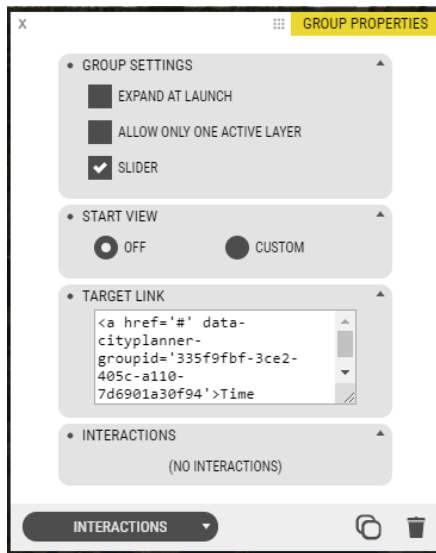 X
GROUP PROPERTIES
GROUP SETTINGS
EXPAND AT LAUNCH
ALLOW ONLY ONE ACTIVE LAYER
SLIDER
START VIEW
OFF
CUSTOM
TARGET LINK
<a href='#' data-
cityplanner-
groupid='335f9fbf-3ce2-
405c-a110-
7d6901a30f94'>Time
INTERACTIONS
(NO INTERACTIONS)
INTERACTIONS